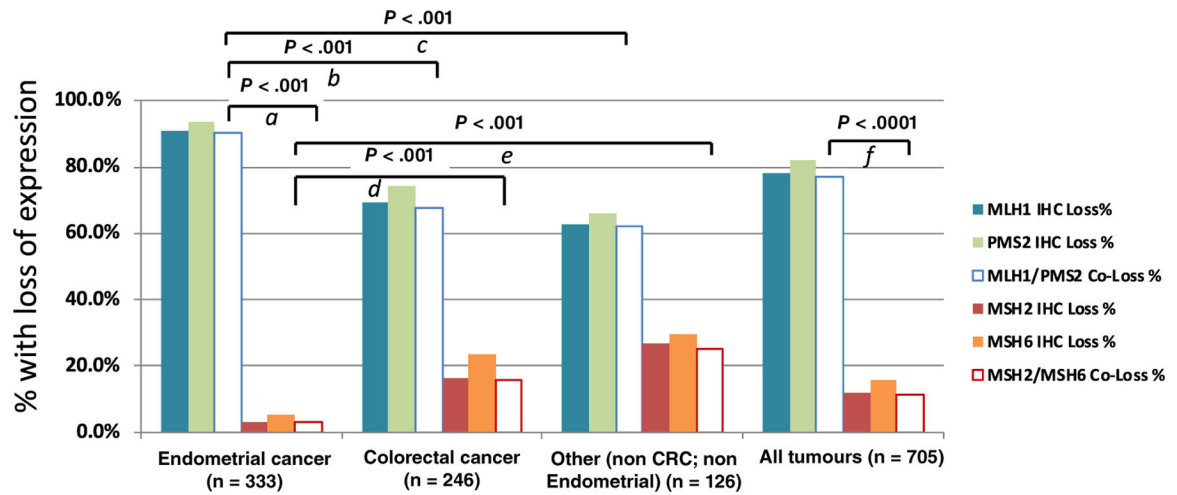 P < .001
c
P < .001
b
P < .001
a
P < .001
e
P < .001
d
P < .0001
f
% with loss of expression
100.0%
80.0%
60.0%
40.0%
20.0%
0.0%
Endometrial cancer
(n = 333)
Colorectal cancer
(n = 246)
Other (non CRC; non
Endometrial) (n = 126)
All tumours (n = 705)
MLH1 IHC Loss%
PMS2 IHC Loss %
MLH1/PMS2 Co-Loss %
MSH2 IHC Loss %
MSH6 IHC Loss %
MSH2/MSH6 Co-Loss %